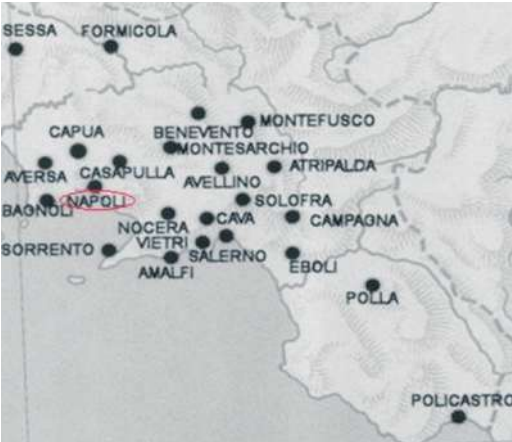 SESSA
FORMICOLA
MONTEFUSCO
CAPUA
BENEVENTO
MONTESARCHIO
AVERSA
CASAPULLA
ATRIPALDA
AVELLINO
BAGNOLI
NAPOLI
SOLOFRA
NOCERA
CAVA
CAMPAGNA
VIETRI
SORRENTO
SALERNO
EBOLI
AMALFI
POLLA
POLICASTRO